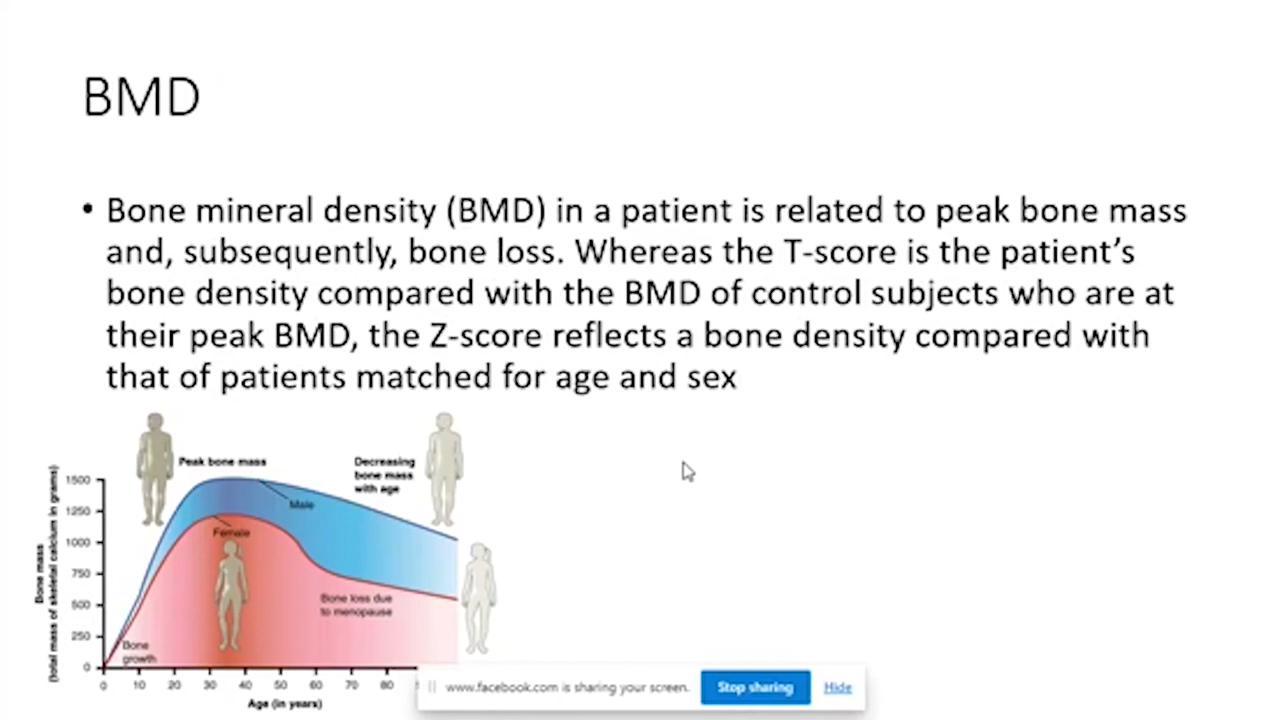 BMD
• Bone mineral density (BMD) in a patient is related to peak bone mass
and, subsequently, bone loss. Whereas the T-score is the patient's
bone density compared with the BMD of control subjects who are at
their peak BMD, the Z-score reflects a bone density compared with
that of patients matched for age and sex
Peak bone mass
Decreasing
bone mass
with age
Male
Female
Bone loss due
to menopause
Bone
growth
Bone mass
(total mass of skeletal calcium in grams)
1500
1250
1000
750
500
250
0
0 10 20 30 40 50 60 70 80
Age (in years)
www.facebook.com is sharing your screen.
Stop sharing
Hide